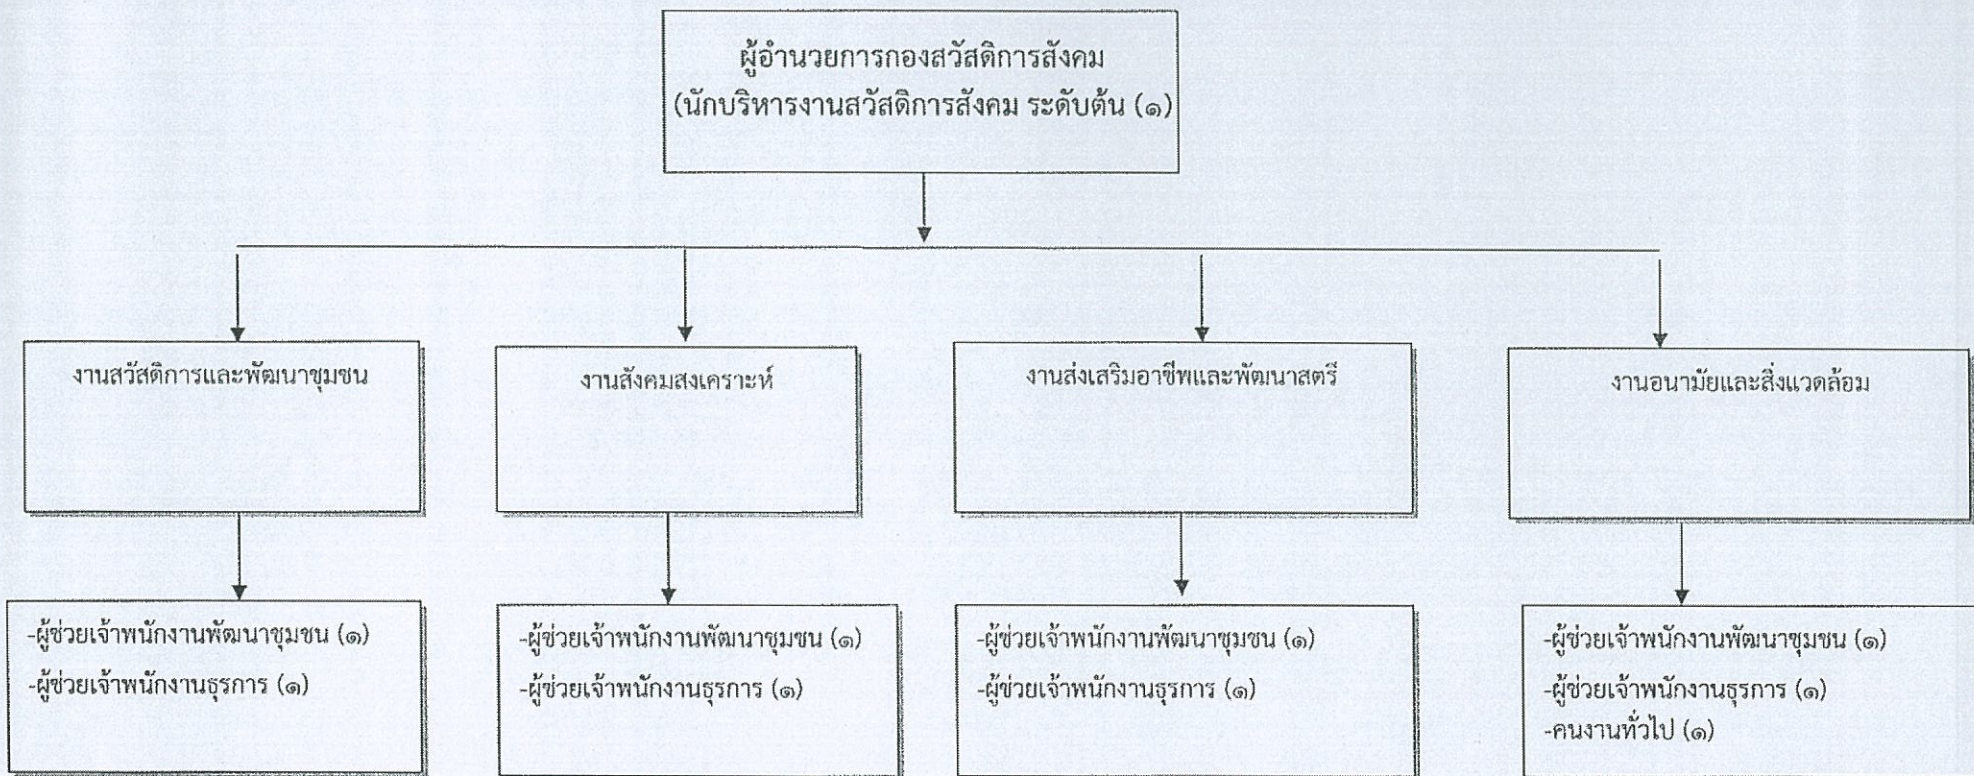 ผู้อำนวยการกองสวัสดิการสังคม
(นักบริหารงานสวัสดิการสังคม ระดับต้น (๑)
งานสวัสดิการและพัฒนาชุมชน
งานสังคมสงเคราะห์
งานส่งเสริมอาชีพและพัฒนาสตรี
งานอนามัยและสิ่งแวดล้อม
-ผู้ช่วยเจ้าพนักงานพัฒนาชุมชน (๑)
-ผู้ช่วยเจ้าพนักงานธุรการ (๑)
-ผู้ช่วยเจ้าพนักงานพัฒนาชุมชน (๑)
-ผู้ช่วยเจ้าพนักงานธุรการ (๑)
-ผู้ช่วยเจ้าพนักงานพัฒนาชุมชน (๑)
-ผู้ช่วยเจ้าพนักงานธุรการ (๑)
-ผู้ช่วยเจ้าพนักงานพัฒนาชุมชน (๑)
-ผู้ช่วยเจ้าพนักงานธุรการ (๑)
-คนงานทั่วไป (๑)